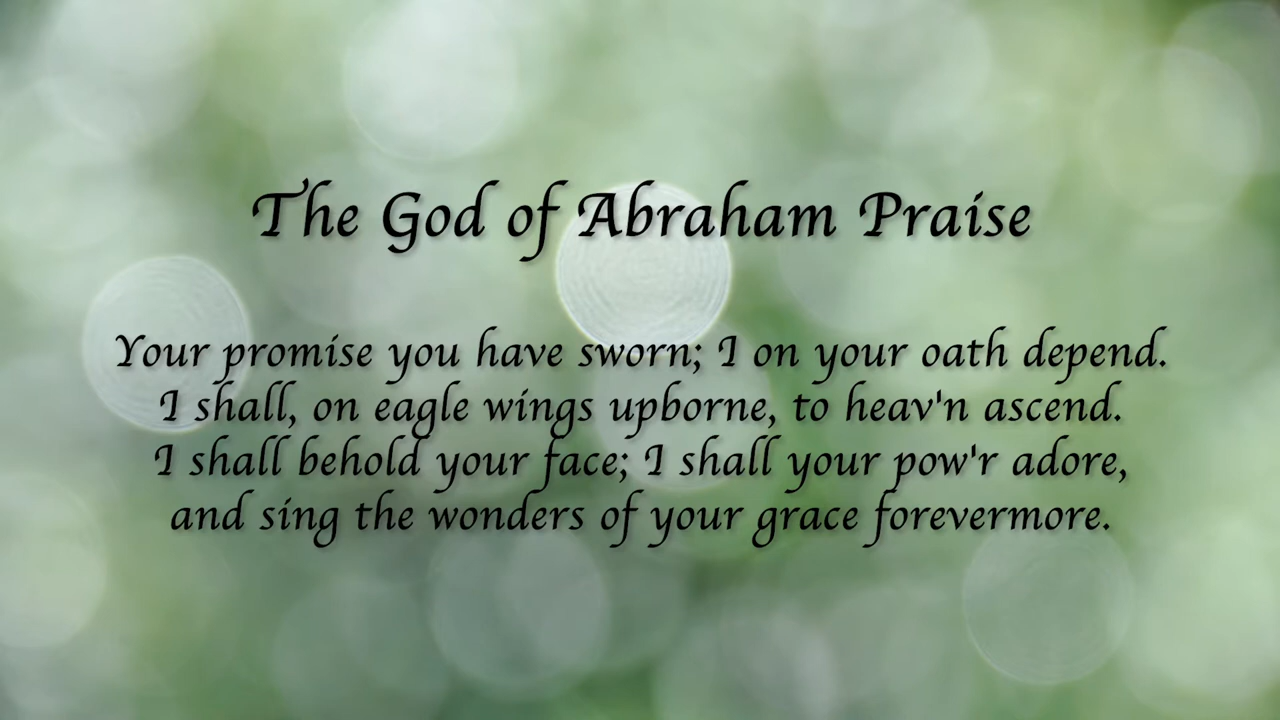 The God of Abraham Praise
Your promise you have sworn; I on your oath depend.
I shall, on eagle wings upborne, to heav'n ascend.
I shall behold your face; I shall your pow'r adore,
and sing the wonders of your grace forevermore.